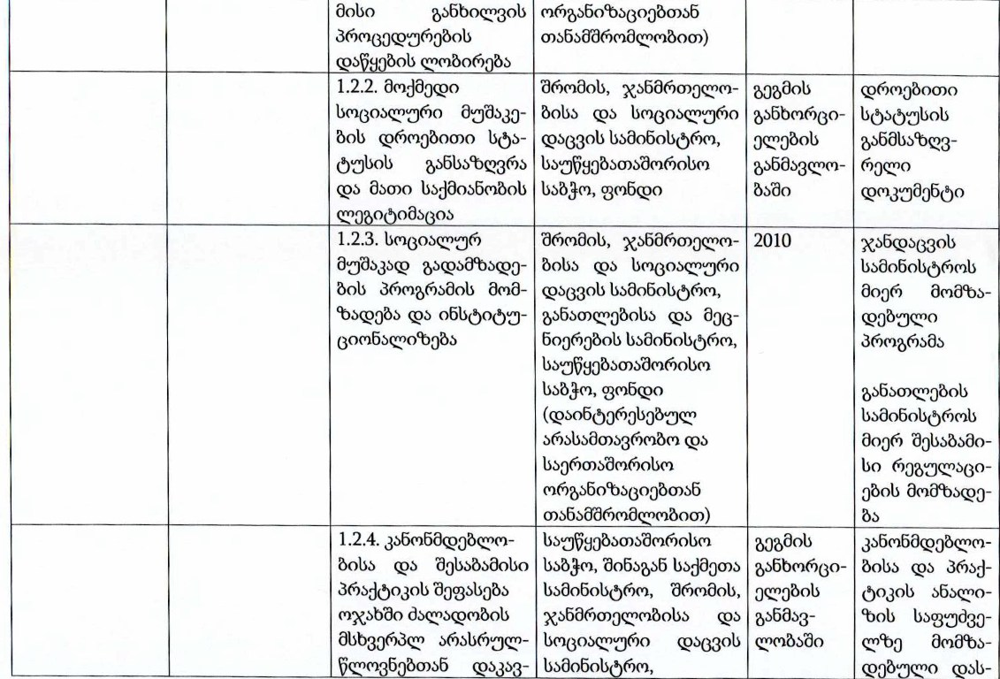 მისი განხილვის
პროცედურების
დაწყების ლობირება
ორგანიზაციებთან
თანამშრომლობით)
1.2.2. მოქმედი
სოციალური მუშაკე-
ბის დროებითი სტა-
ტუსის განსაზღვრა
და მათი საქმიანობის
ლეგიტიმაცია
შრომის, ჯანმრთელო-
ბისა და სოციალური
დაცვის სამინისტრო,
საუწყებათაშორისო
საბჭო, ფონდი
გეგმის
განხორცი-
ელების
განმავლო-
ბაში
დროებითი
სტატუსის
განმსაზღვ-
რელი
დოკუმენტი
1.2.3. სოციალურ
მუშაკად გადამზადე-
ბის პროგრამის მომ-
ზადება და ინსტიტუ-
ციონალიზება
შრომის, ჯანმრთელო-
ბისა და სოციალური
დაცვის სამინისტრო,
განათლებისა და მეც-
ნიერების სამინისტრო,
საუწყებათაშორისო
საბჭო, ფონდი
(დაინტერესებულ
არასამთავრობო და
საერთაშორისო
ორგანიზაციებთან
თანამშრომლობით)
2010
ჯანდაცვის
სამინისტროს
მიერ მომზა-
დებული
პროგრამა
განათლების
სამინისტროს
მიერ შესაბამი-
სი რეგულაცი-
ების მომზადე-
ბა
1.2.4. კანონმდებლო-
ბისა და შესაბამისი
პრაქტიკის შეფასება
ოჯახში ძალადობის
მსხვერპლ არასრულ-
წლოვნებთან დაკავ-
საუწყებათაშორისო
საბჭო, შინაგან საქმეთა
სამინისტრო, შრომის,
ჯანმრთელობისა და
სოციალური დაცვის
სამინისტრო,
გეგმის
განხორცი-
ელების
განმავ-
ლობაში
კანონმდებლო-
ბისა და პრაქ-
ტიკის ანალი-
ზის საფუძვე-
ლზე მომზა-
დებული დას-